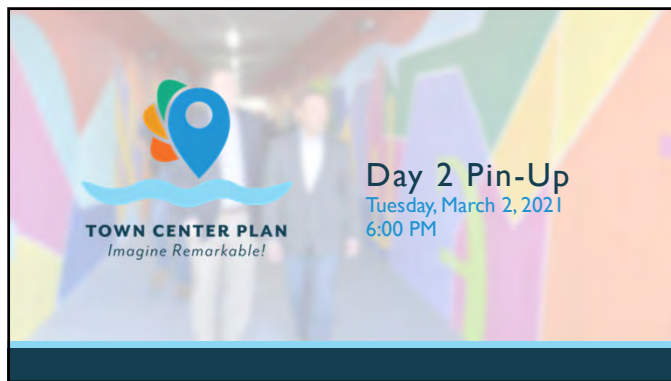 TOWN CENTER PLAN
Imagine Remarkable!
Day 2 Pin-Up
Tuesday, March 2, 2021
6:00 PM